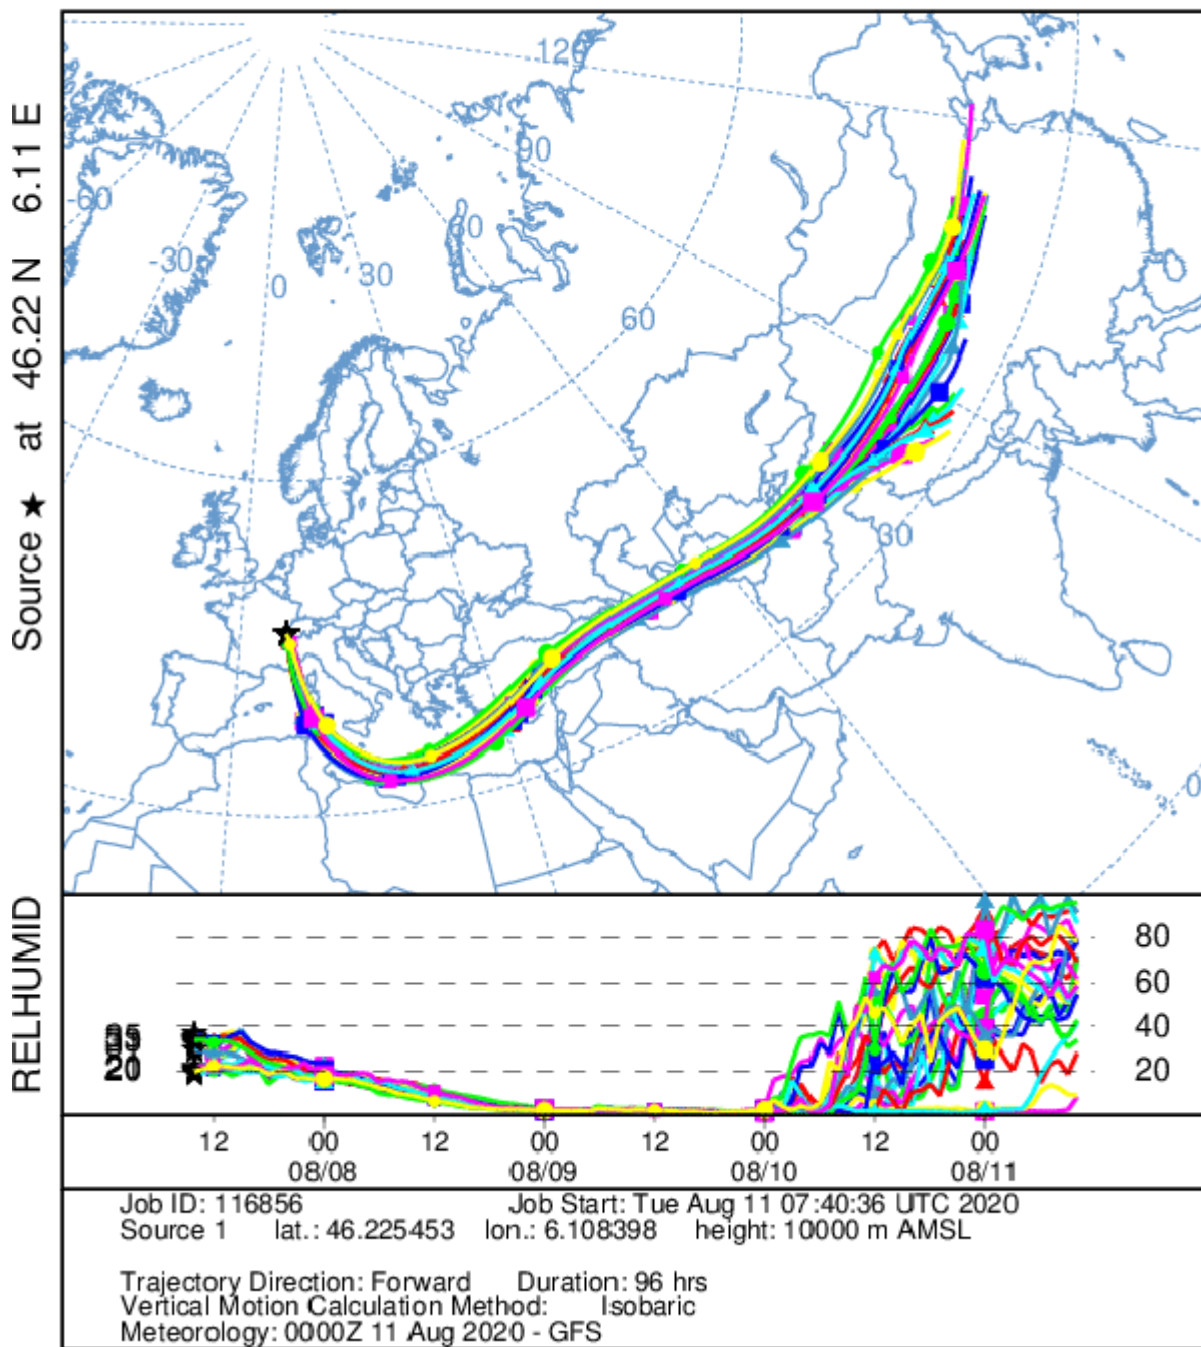 Source ★ at 46.22 N 6.11 E
120
90
60
-60
-30
0
30
60
30
0
RELHUMID
80
60
40
20
20
12 00 12 00 12 00 12 00
08/08 08/09 08/10 08/11
Job ID: 116856 Job Start: Tue Aug 11 07:40:36 UTC 2020
Source 1 lat.: 46.225453 lon.: 6.108398 height: 10000 m AMSL
Trajectory Direction: Forward Duration: 96 hrs
Vertical Motion Calculation Method: Isobaric
Meteorology: 0000Z 11 Aug 2020 - GFS